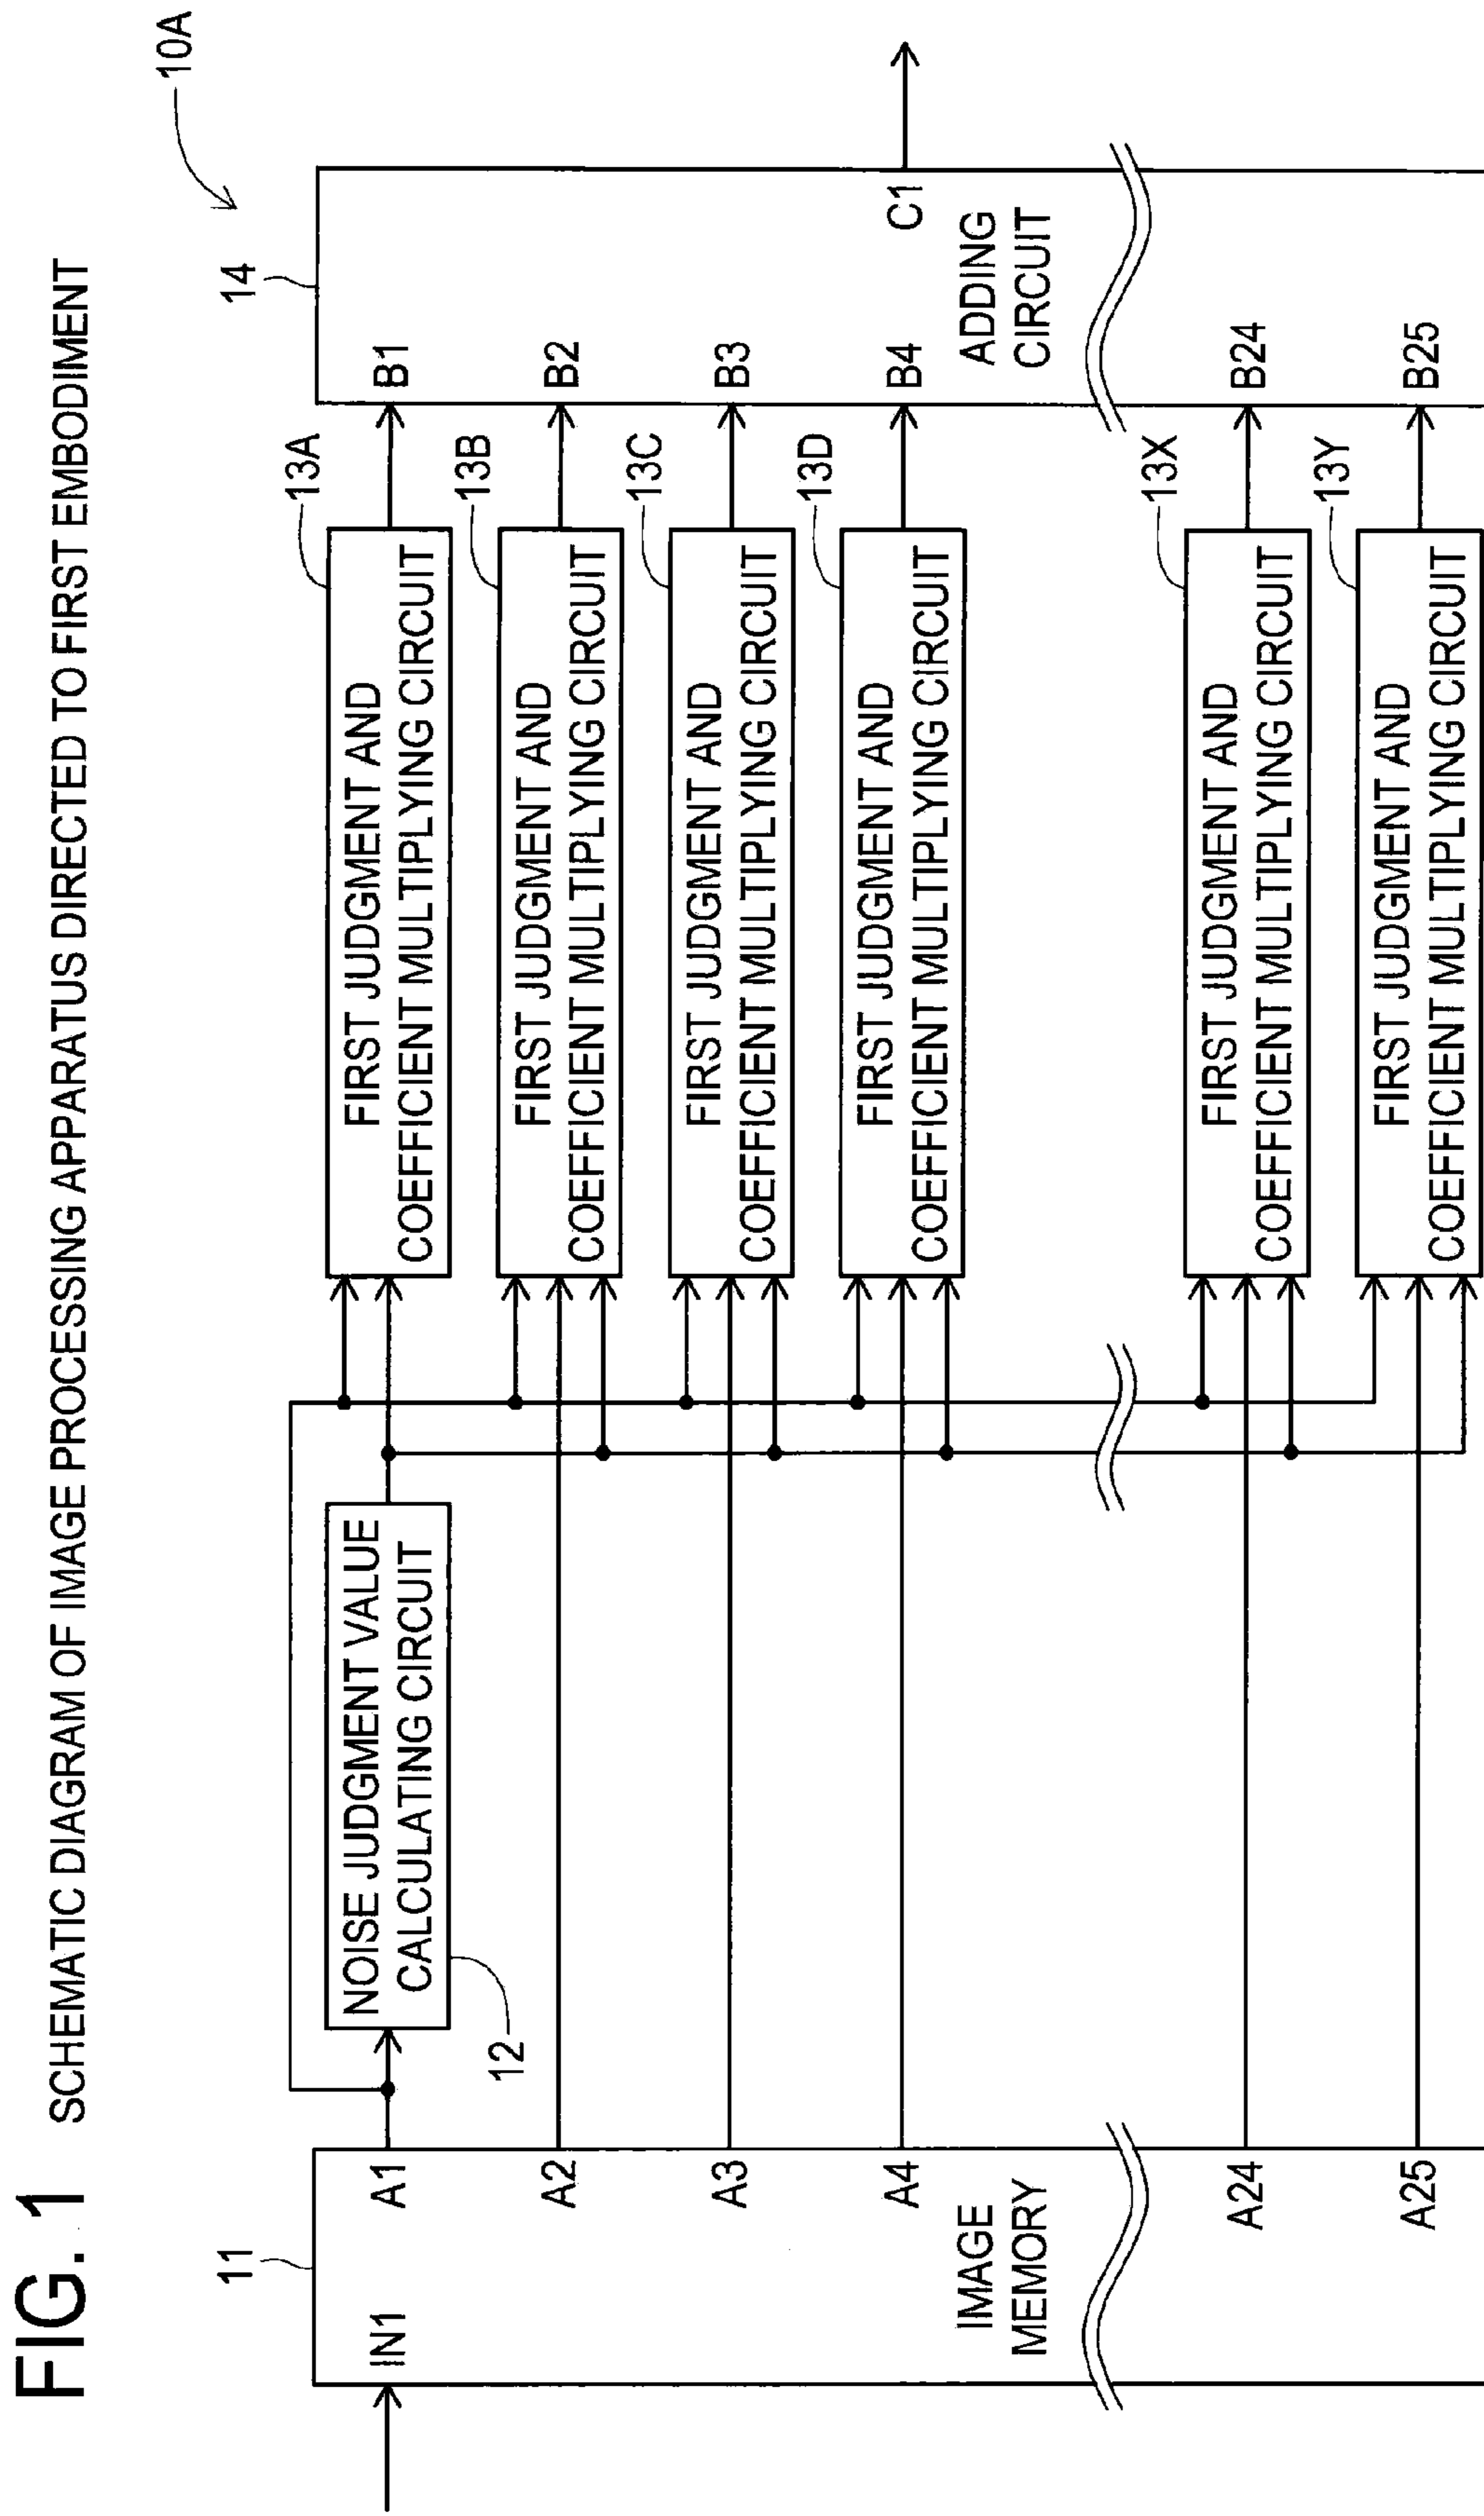 FIG. 1 SCHEMATIC DIAGRAM OF IMAGE PROCESSING APPARATUS DIRECTED TO FIRST EMBODIMENT
10A
11
IN1
A1
A2
A3
A4
IMAGE
MEMORY
A24
A25
12
NOISE JUDGMENT VALUE
CALCULATING CIRCUIT
13A
FIRST JUDGMENT AND
COEFFICIENT MULTIPLYING CIRCUIT
13B
FIRST JUDGMENT AND
COEFFICIENT MULTIPLYING CIRCUIT
13C
FIRST JUDGMENT AND
COEFFICIENT MULTIPLYING CIRCUIT
13D
FIRST JUDGMENT AND
COEFFICIENT MULTIPLYING CIRCUIT
13X
FIRST JUDGMENT AND
COEFFICIENT MULTIPLYING CIRCUIT
13Y
FIRST JUDGMENT AND
COEFFICIENT MULTIPLYING CIRCUIT
14
B1
B2
B3
B4
C1
ADDING
CIRCUIT
B24
B25